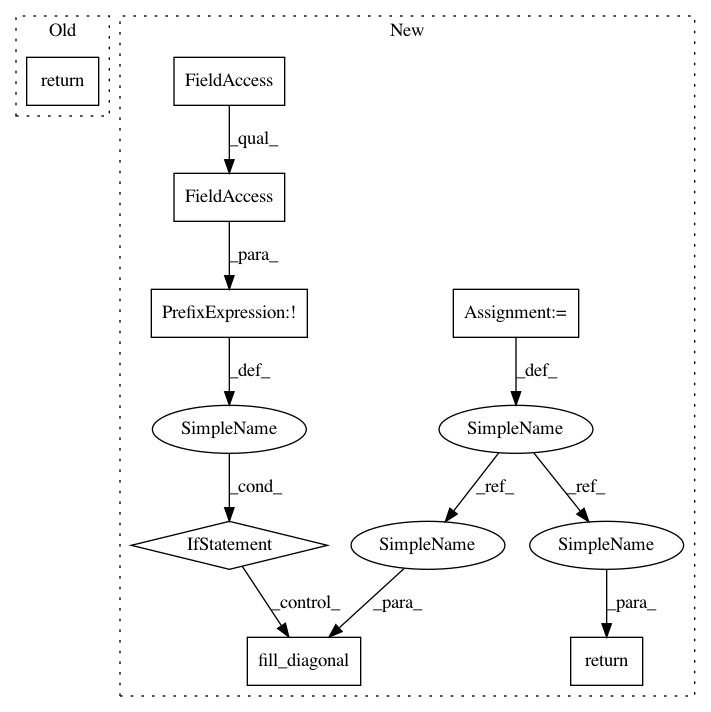 Old
New
return
FieldAccess
_qual_
FieldAccess
_para_
PrefixExpression:!
Assignment:=
_def_
_def_
SimpleName
SimpleName
_cond_
_ref_
_ref_
IfStatement
SimpleName
SimpleName
_control_
_para_
_para_
fill_diagonal
return